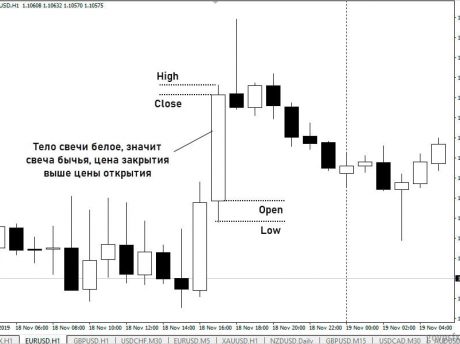 USD.H1 1.10608 1.10632 1.10570 1.10575
High
Close
Тело свечи белое, значит
свеча бычья, цена закрытия
выше цены открытия
Open
Low
2019 18 Nov 06:00 18 Nov 08:00 18 Nov 10:00 18 Nov 12:00 18 Nov 14:00 18 Nov 16:00 18 Nov 18:00 18 Nov 20:00 18 Nov 22:00 19 Nov 00:00 19 Nov 02:00 19 Nov 04:00
EURUSD.H1 GBPUSD.H1 USDCHF.M30 EURUSD.M5 XAUUSD.H1 NZDUSD.Daily GBPUSD.M15 USDCAD.M30